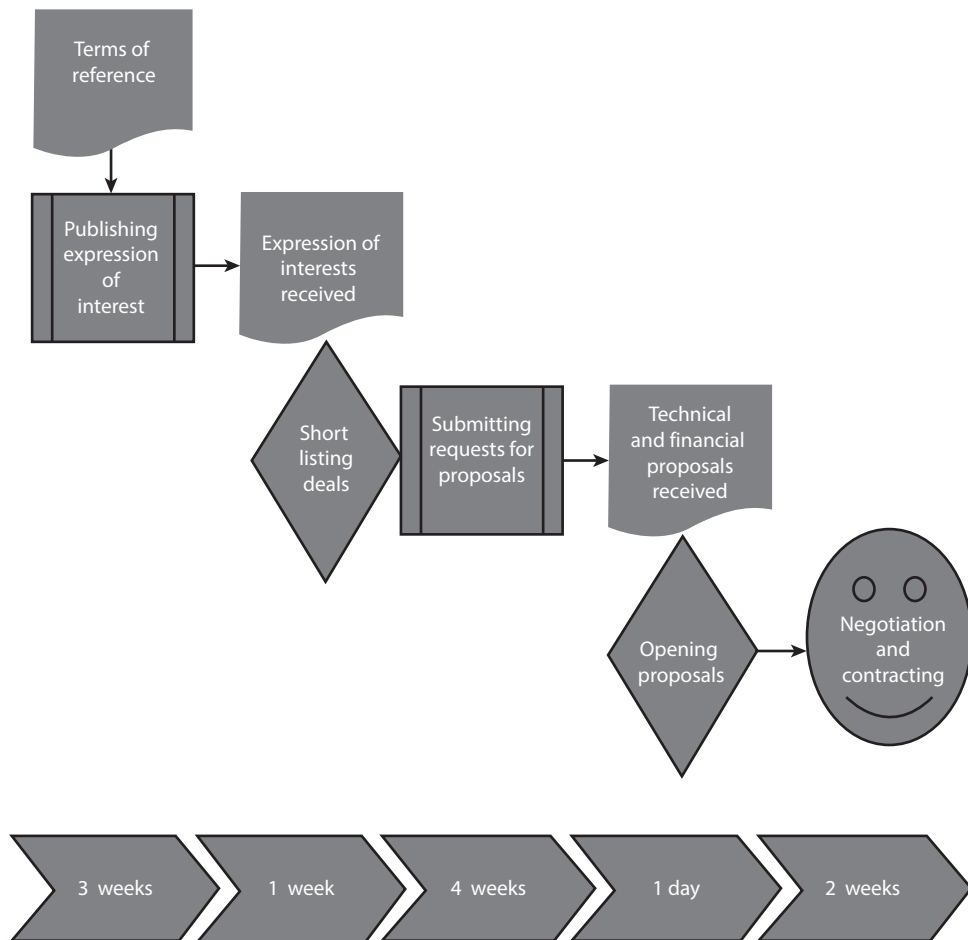 Terms of
reference
Publishing
expression
of
interest
Expression of
interests
received
Short
listing
deals
Submitting
requests for
proposals
Technical
and financial
proposals
received
Opening
proposals
Negotiation
and
contracting
3 weeks
1 week
4 weeks
1 day
2 weeks